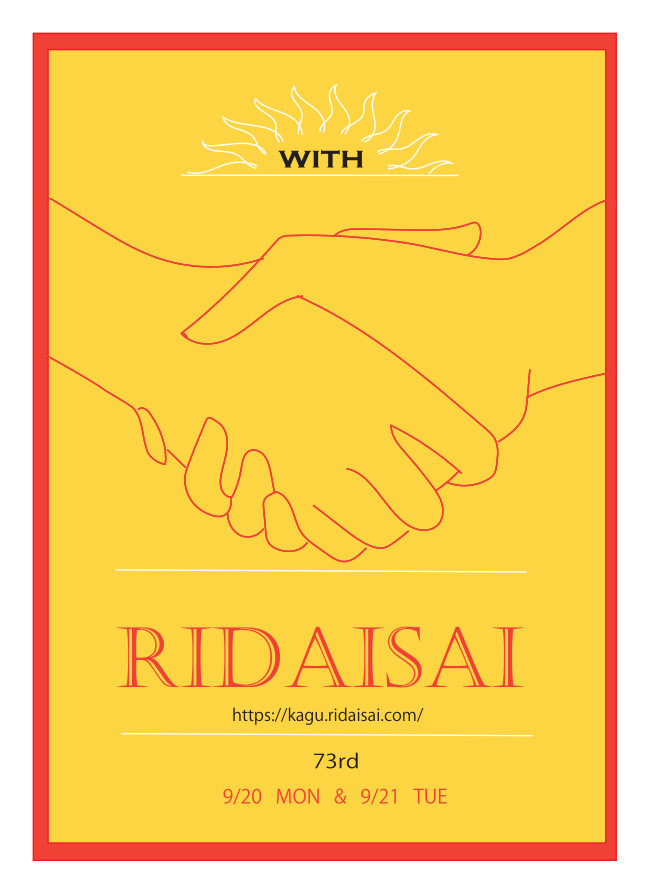 WITH
RIDAISAI
https://kagu.ridaisai.com/
73rd
9/20 MON & 9/21 TUE